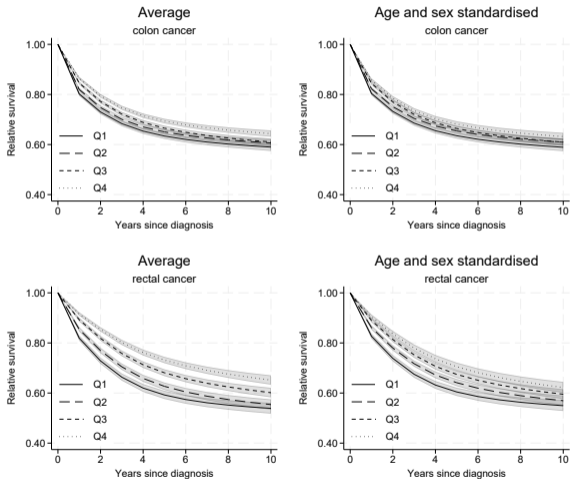 Average
colon cancer
Relative survival
1.00
0.80
0.60
0.40
Q1
Q2
Q3
Q4
0 2 4 6 8 10
Years since diagnosis
Age and sex standardised
colon cancer
Relative survival
1.00
0.80
0.60
0.40
Q1
Q2
Q3
Q4
0 2 4 6 8 10
Years since diagnosis
Average
rectal cancer
Relative survival
1.00
0.80
0.60
0.40
Q1
Q2
Q3
Q4
0 2 4 6 8 10
Years since diagnosis
Age and sex standardised
rectal cancer
Relative survival
1.00
0.80
0.60
0.40
Q1
Q2
Q3
Q4
0 2 4 6 8 10
Years since diagnosis